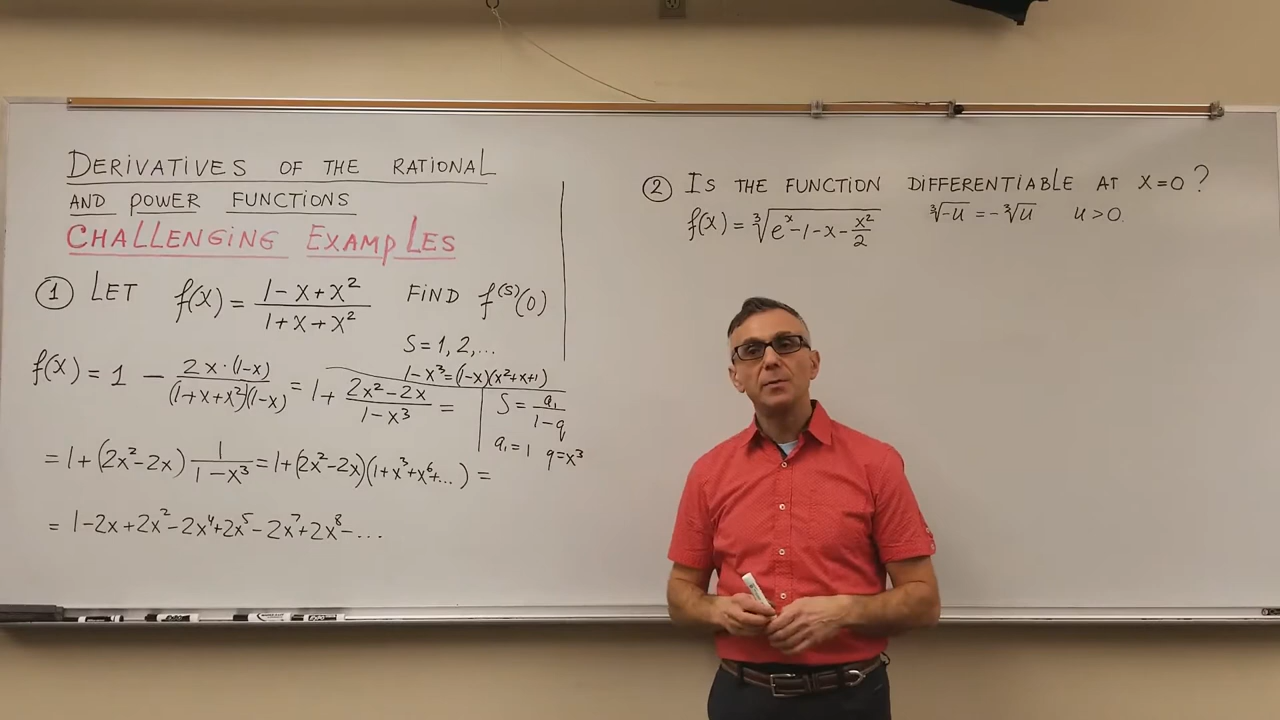 DERIVATIVES OF THE RATIONAL
AND POWER FUNCTIONS
CHALLENGING EXAMPLES
① LET f(x) = (1-x+x²)/(1+x+x²) FIND f⁽ˢ⁾(0)
S=1,2,...
1-x³=(1-x)(x²+x+1)
f(x) = 1 - (2x·(1-x))/((1+x+x²)(1-x)) = 1+ (2x²-2x)/(1-x³) =
S = a₁/(1-q)
a₁=1 q=x³
= 1+(2x²-2x) 1/(1-x³) = 1+(2x²-2x)(1+x³+x⁶+...) =
= 1-2x+2x²-2x⁴+2x⁵-2x⁷+2x⁸-...
② IS THE FUNCTION DIFFERENTIABLE AT X=0?
f(x) = ∛(eˣ-1-x-x²/2) ∛-u = -∛u u>0.